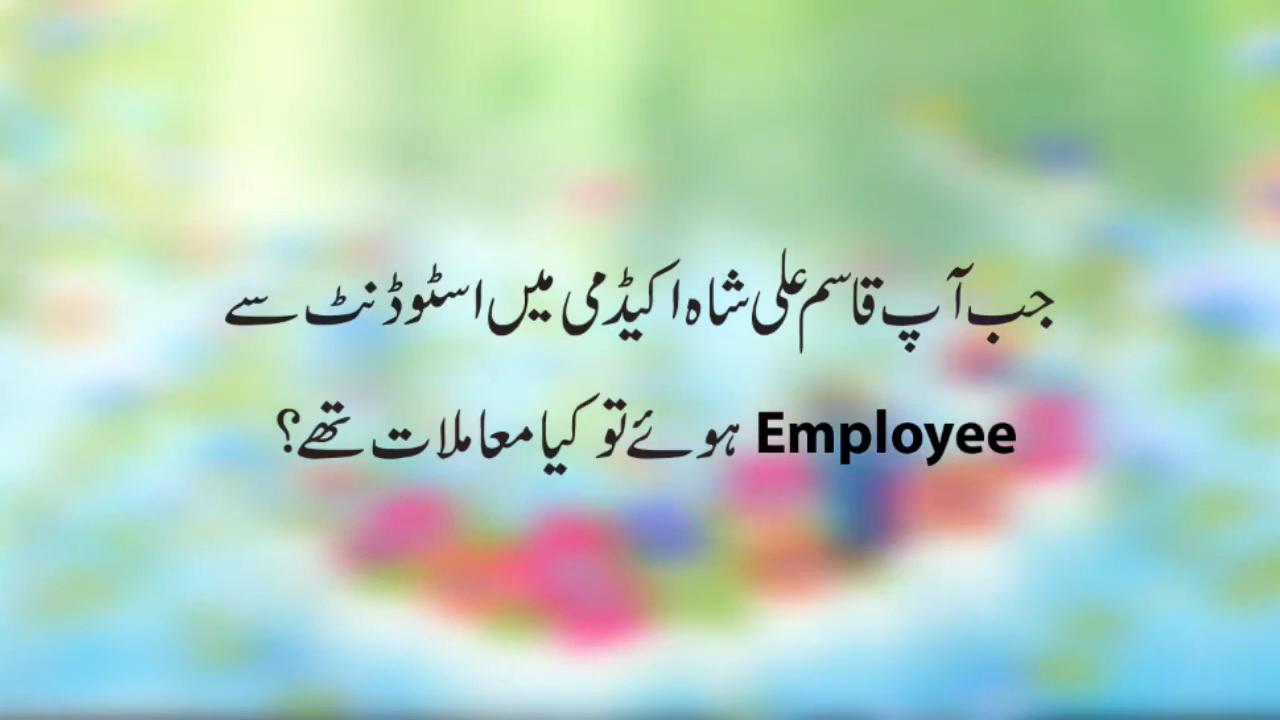 جب آپ قاسم علی شاہ اکیڈمی میں اسٹوڈنٹ سے
Employee ہوئے تو کیا معاملات تھے؟